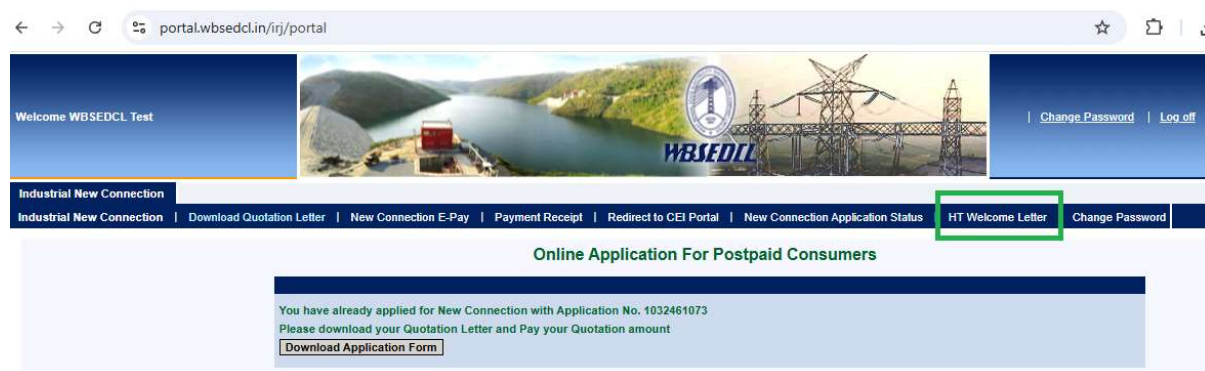 portal.wbsedcl.in/irj/portal
Welcome WBSEDCL Test
WBSEDCL
| Change Password | Log off
Industrial New Connection
Industrial New Connection | Download Quotation Letter | New Connection E-Pay | Payment Receipt | Redirect to CEI Portal | New Connection Application Status | HT Welcome Letter Change Password
Online Application For Postpaid Consumers
You have already applied for New Connection with Application No. 1032461073
Please download your Quotation Letter and Pay your Quotation amount
Download Application Form